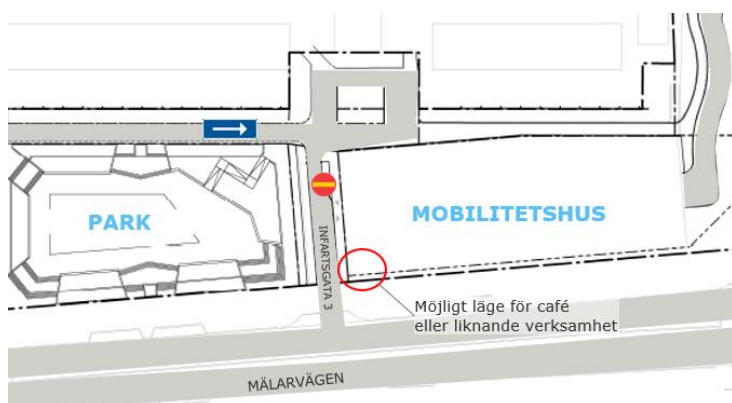 PARK
MOBILITETSHUS
INFARTSGATA 3
Möjligt läge för café
eller liknande verksamhet
MÄLARVÄGEN